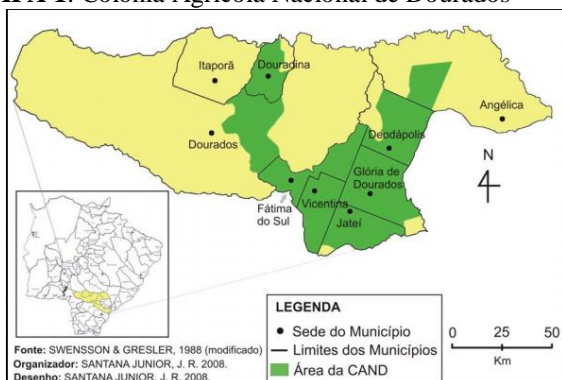 A 1: Colônia Agrícola Nacional de Dourados
Itaporã
Douradina
Angélica
Dourados
Deodápolis
N
Glória de
Dourados
Fátima
do Sul
Vicentina
Jateí
LEGENDA
Sede do Município
Limites dos Municípios
Área da CAND
0 25 50
Km
Fonte: SWENSSON & GRESLER, 1988 (modificado)
Organizador: SANTANA JUNIOR, J. R. 2008.
Desenho: SANTANA JUNIOR, J. R. 2008.